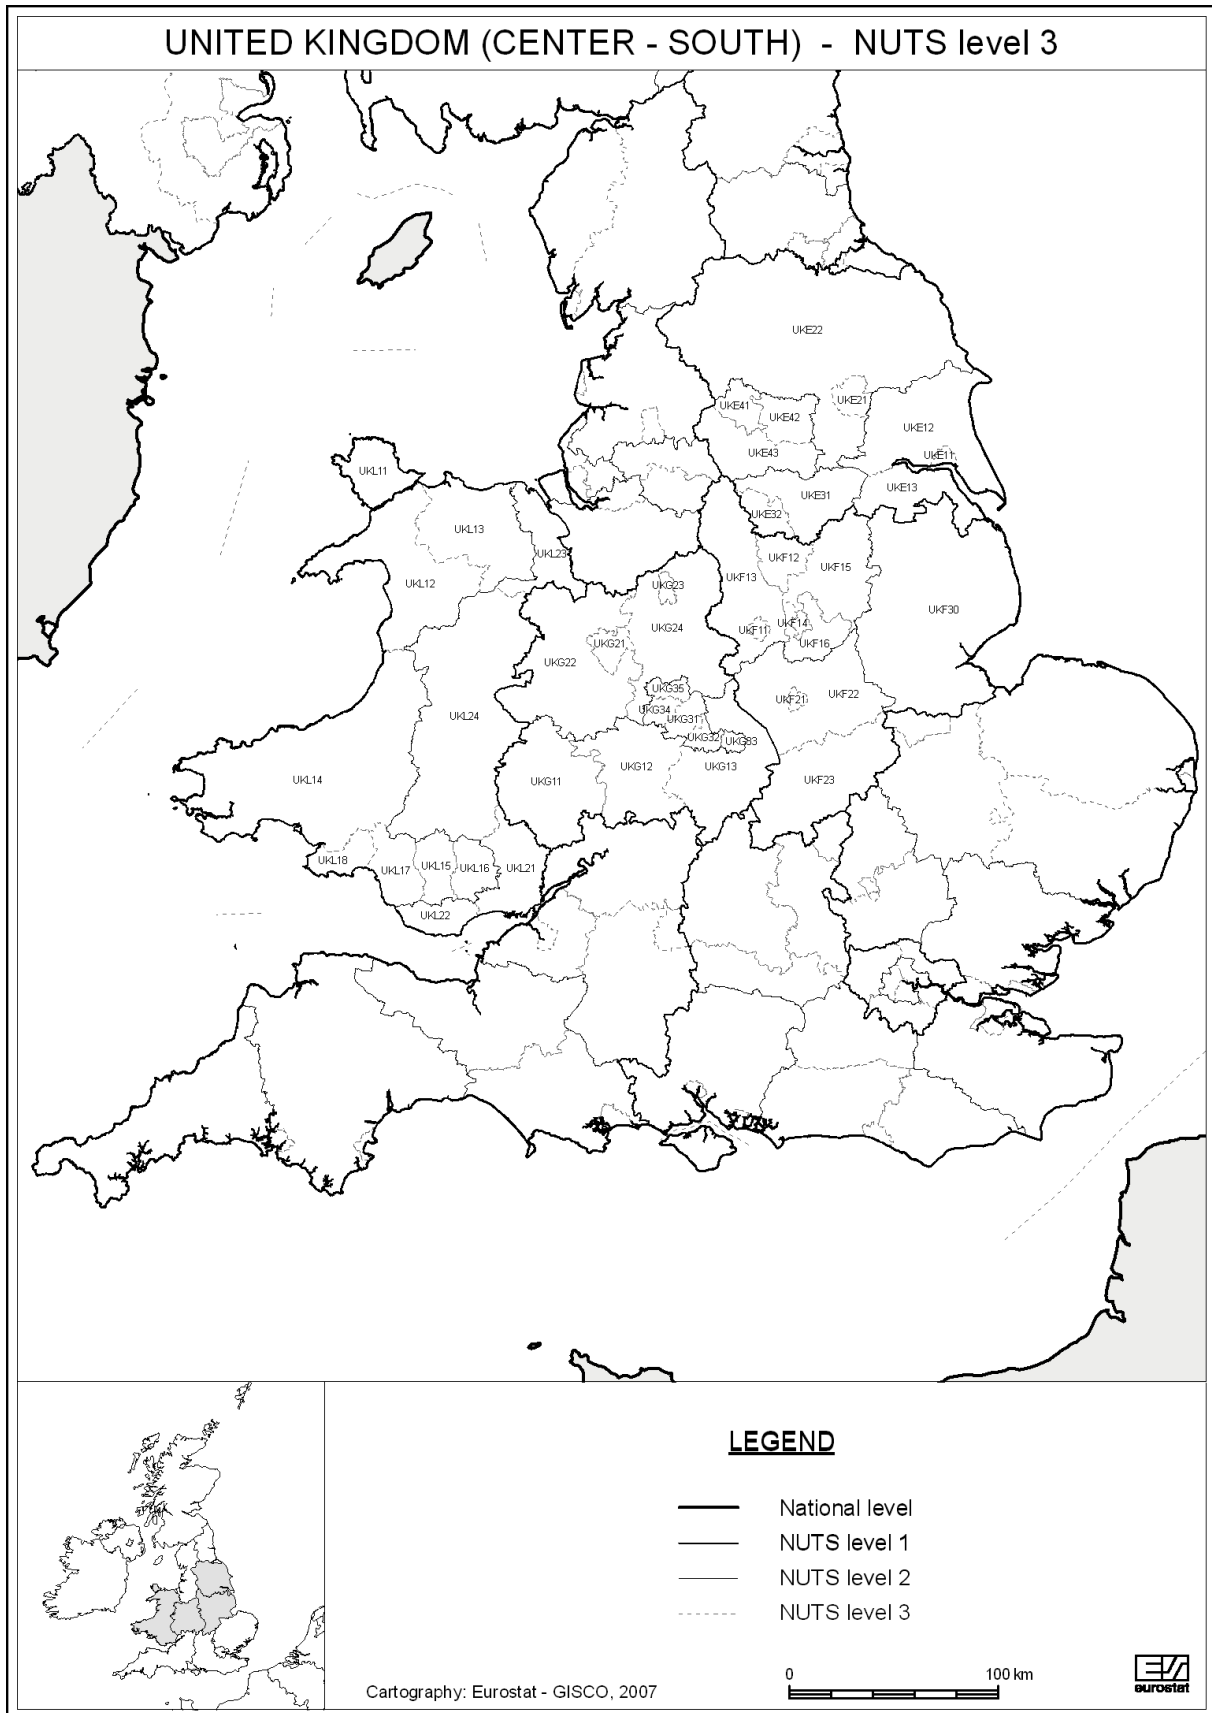 UNITED KINGDOM (CENTER - SOUTH) - NUTS level 3
UKE22
UKE41
UKE21
UKE42
UKE12
UKE43
UKE11
UKL11
UKE13
UKE31
UKE32
UKL13
UKL23
UKF12
UKF15
UKL12
UKF13
UKG23
UKF30
UKG24
UKF14
UKF11
UKG21
UKF16
UKG22
UKG35
UKF22
UKF21
UKG34
UKL24
UKG31
UKG32
UKG33
UKG12
UKG13
UKL14
UKG11
UKF23
UKL18
UKL17
UKL15
UKL16
UKL21
UKL22
LEGEND
National level
NUTS level 1
NUTS level 2
NUTS level 3
0 100 km
Cartography: Eurostat - GISCO, 2007
eurostat